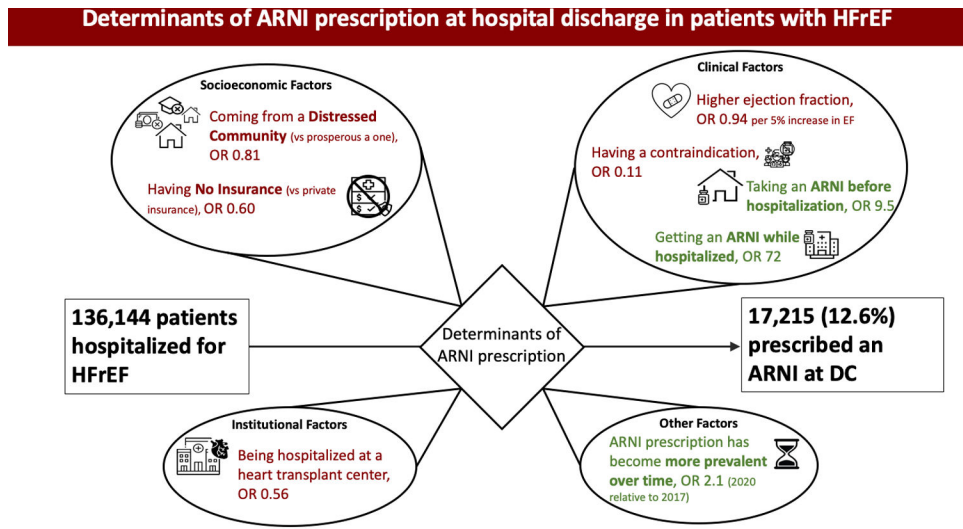 Determinants of ARNI prescription at hospital discharge in patients with HFrEF
Socioeconomic Factors
Coming from a Distressed
Community (vs prosperous a one),
OR 0.81
Having No Insurance (vs private
insurance), OR 0.60
Clinical Factors
Higher ejection fraction,
OR 0.94 per 5% increase in EF
Having a contraindication,
OR 0.11
Taking an ARNI before
hospitalization, OR 9.5
Getting an ARNI while
hospitalized, OR 72
136,144 patients
hospitalized for
HFrEF
Determinants of
ARNI prescription
17,215 (12.6%)
prescribed an
ARNI at DC
Institutional Factors
Being hospitalized at a
heart transplant center,
OR 0.56
Other Factors
ARNI prescription has
become more prevalent
over time, OR 2.1 (2020
relative to 2017)